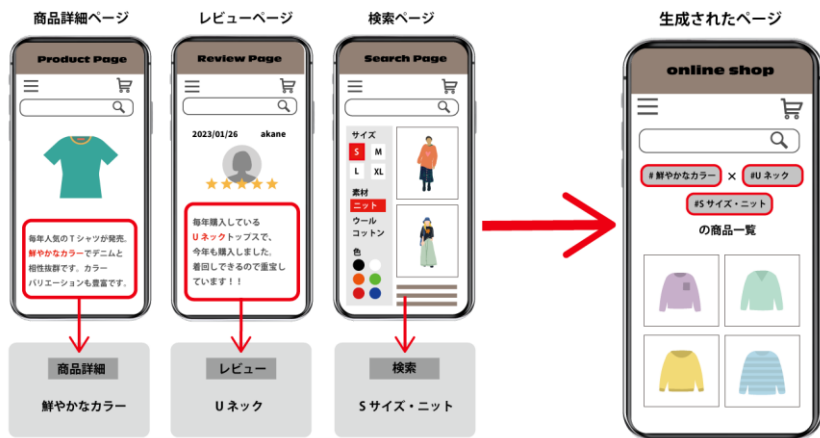 商品詳細ページ
レビューページ
検索ページ
生成されたページ
Product Page
Review Page
Search Page
online shop
毎年人気のTシャツが発売。
鮮やかなカラーでデニムと
相性抜群です。カラー
バリエーションも豊富です。
2023/01/26 akane
毎年購入している
Uネックトップスで、
今年も購入しました。
着回しできるので重宝し
ています！！
サイズ
S M
L XL
素材
ニット
ウール
コットン
色
#鮮やかなカラー × #Uネック
#Sサイズ・ニット
の商品一覧
商品詳細
鮮やかなカラー
レビュー
Uネック
検索
Sサイズ・ニット